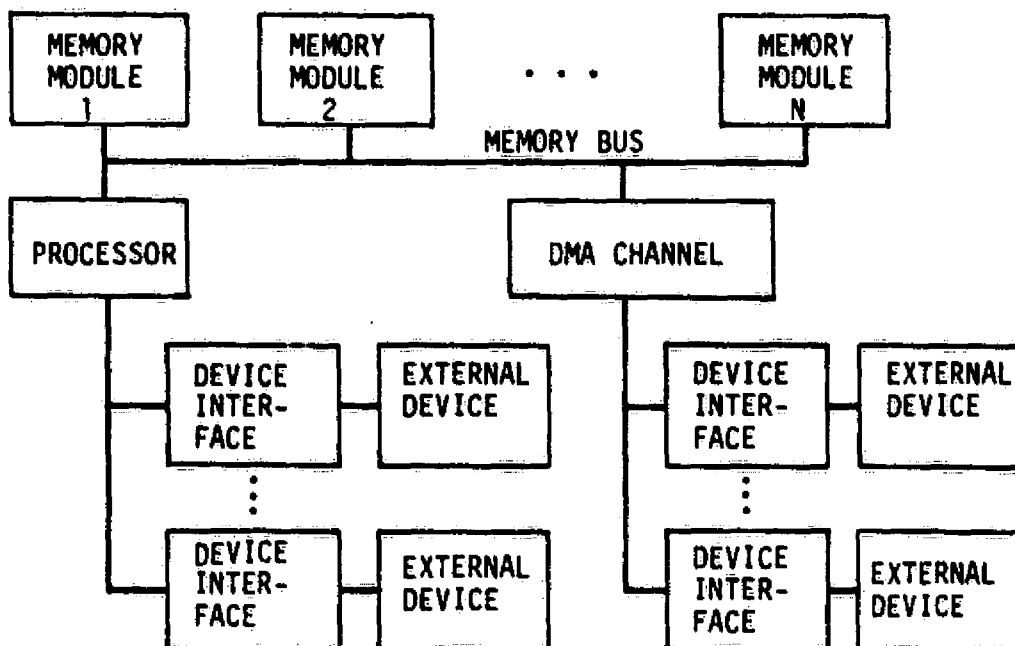 MEMORY
MODULE
1
MEMORY
MODULE
2
. . .
MEMORY
MODULE
N
MEMORY BUS
PROCESSOR
DMA CHANNEL
DEVICE
INTER-
FACE
EXTERNAL
DEVICE
DEVICE
INTER-
FACE
EXTERNAL
DEVICE
DEVICE
INTER-
FACE
EXTERNAL
DEVICE
DEVICE
INTER-
FACE
EXTERNAL
DEVICE